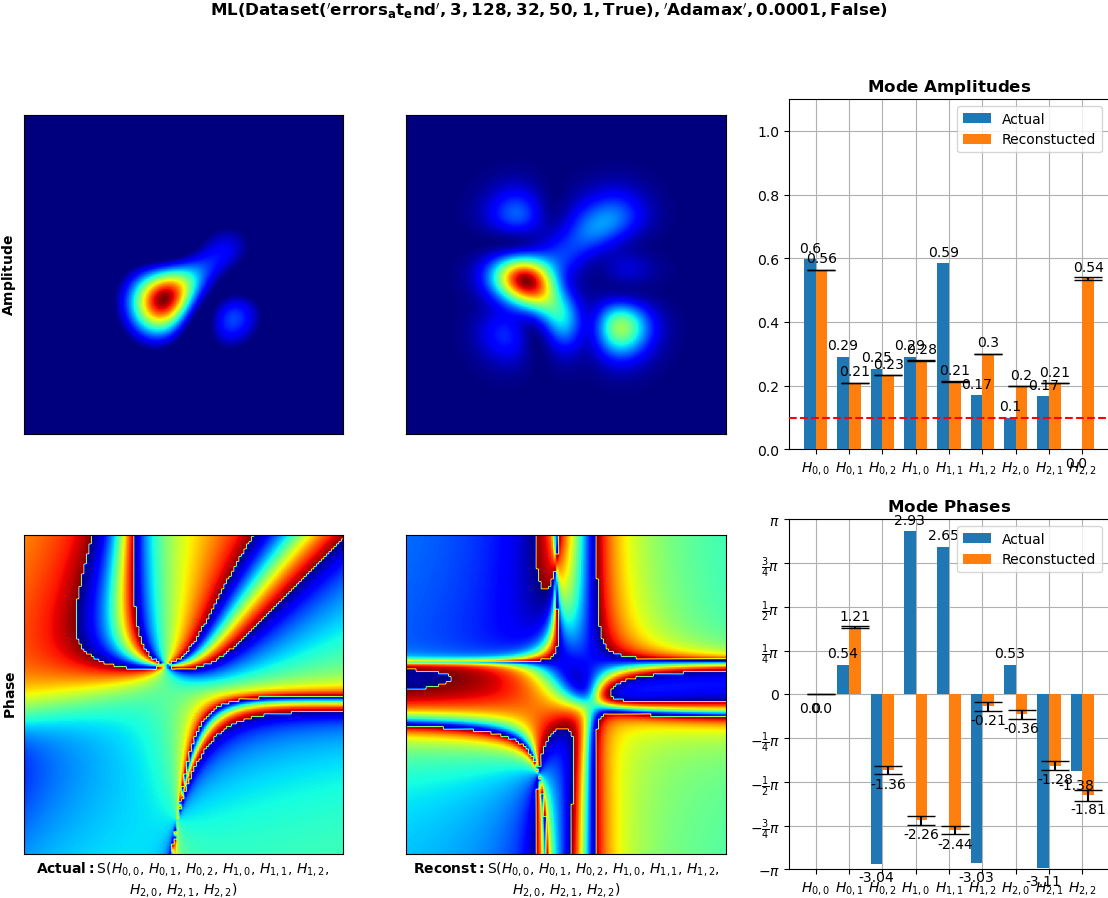 ML(Dataset('errors_at_end', 3, 128, 32, 50, 1, True), 'Adamax', 0.0001, False)
Amplitude
Mode Amplitudes
Actual
Reconstucted
1.0
0.8
0.6
0.4
0.2
0.0
0.6
0.56
0.29
0.21
0.25
0.23
0.29
0.28
0.59
0.21
0.17
0.3
0.1
0.2
0.17
0.21
0.0
0.54
H0,0 H0,1 H0,2 H1,0 H1,1 H1,2 H2,0 H2,1 H2,2
Phase
Actual: S(H0,0, H0,1, H0,2, H1,0, H1,1, H1,2,
H2,0, H2,1, H2,2)
Reconst: S(H0,0, H0,1, H0,2, H1,0, H1,1, H1,2,
H2,0, H2,1, H2,2)
Mode Phases
Actual
Reconstucted
π
3/4π
1/2π
1/4π
0
−1/4π
−1/2π
−3/4π
−π
0.0
0.0
0.54
1.21
-3.04
-1.36
2.93
-2.26
2.65
-2.44
-3.03
-0.21
0.53
-0.36
-3.11
-1.28
-1.38
-1.81
H0,0 H0,1 H0,2 H1,0 H1,1 H1,2 H2,0 H2,1 H2,2